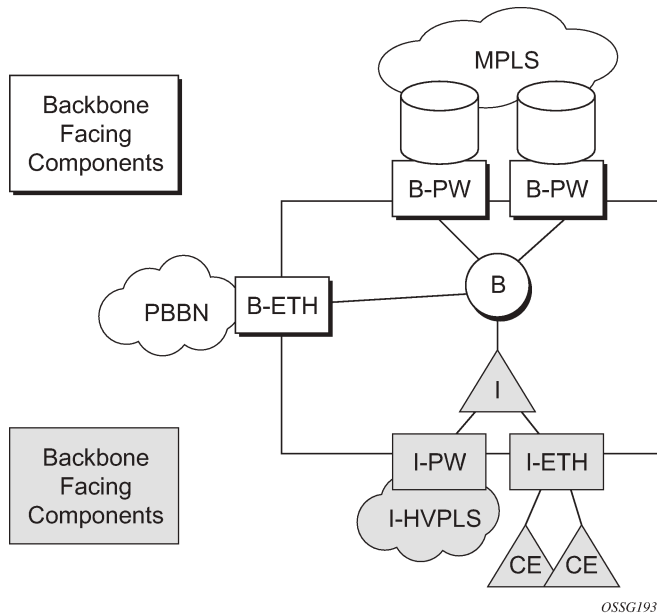 MPLS
Backbone
Facing
Components
B-PW
B-PW
B
PBBN
B-ETH
I
Backbone
Facing
Components
I-PW
I-ETH
I-HVPLS
CE
CE
OSSG193